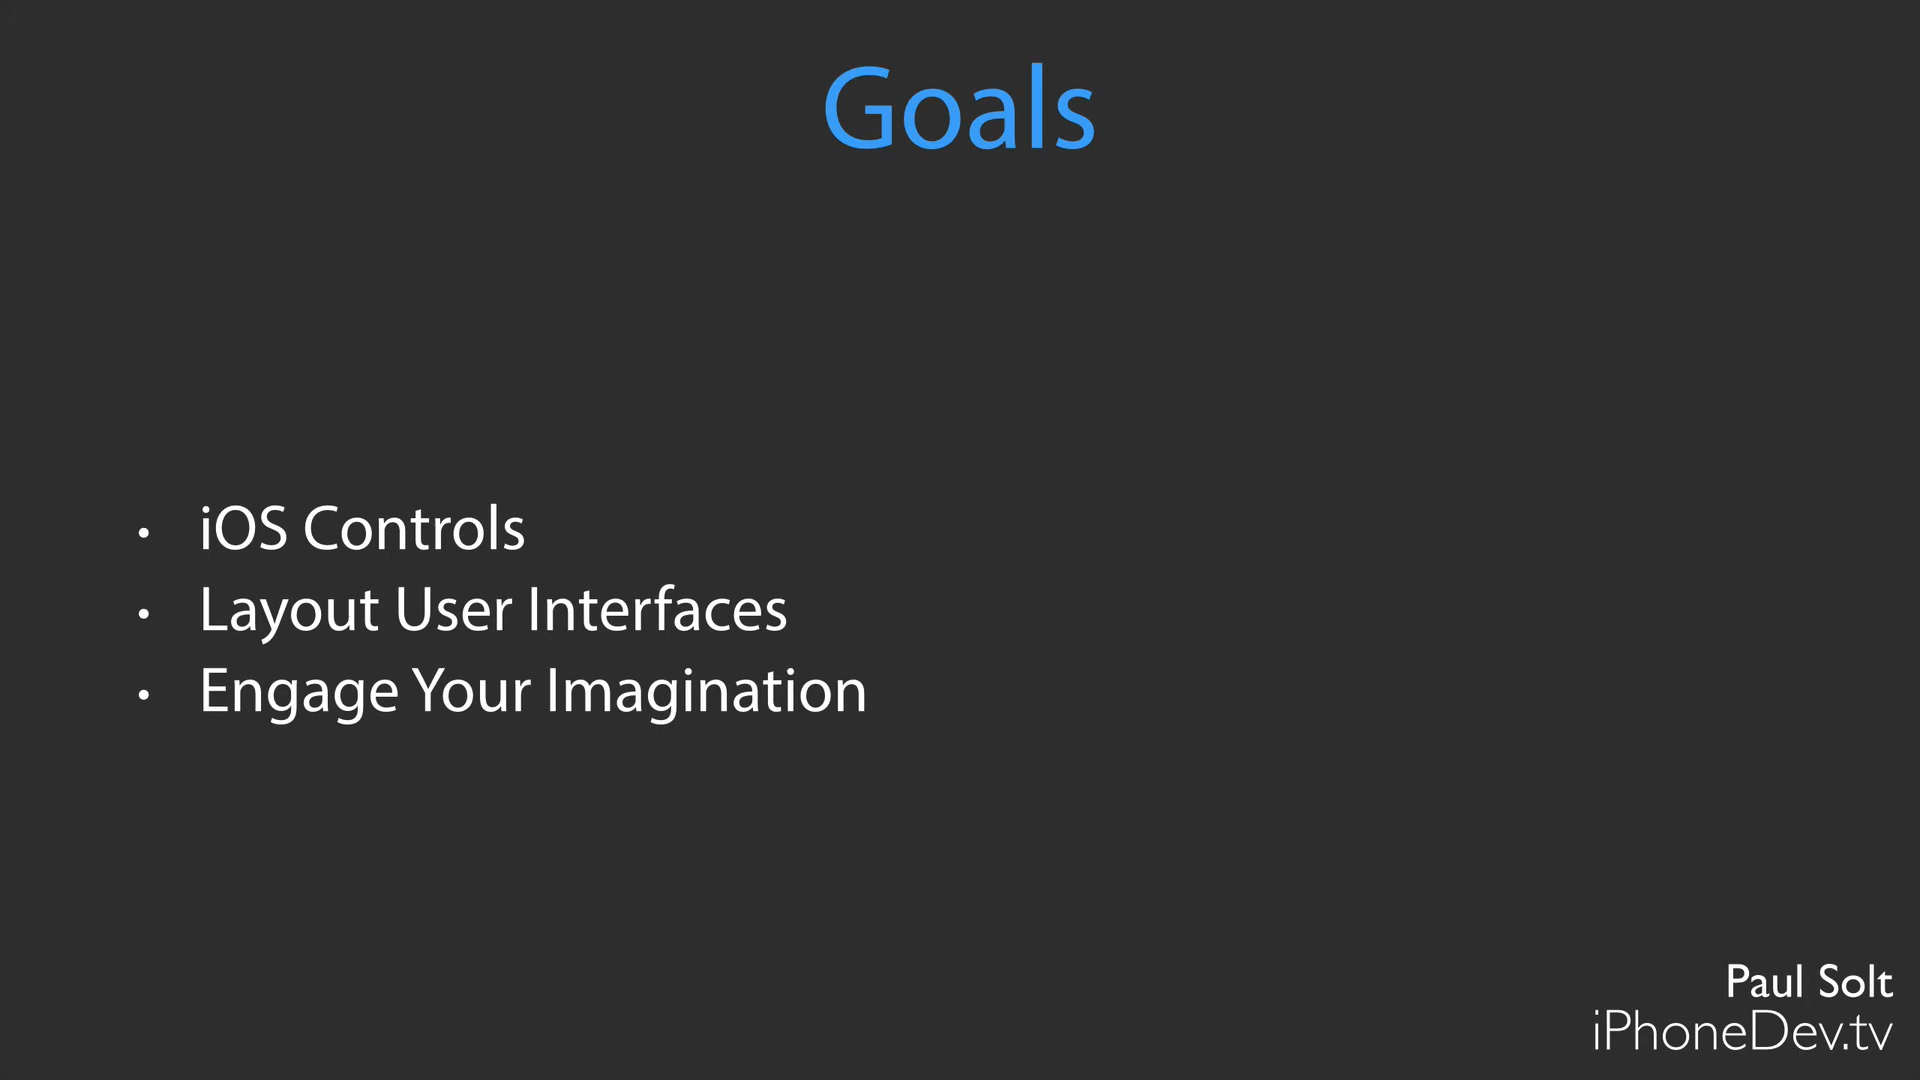 Goals
• iOS Controls
• Layout User Interfaces
• Engage Your Imagination
Paul Solt
iPhoneDev.tv